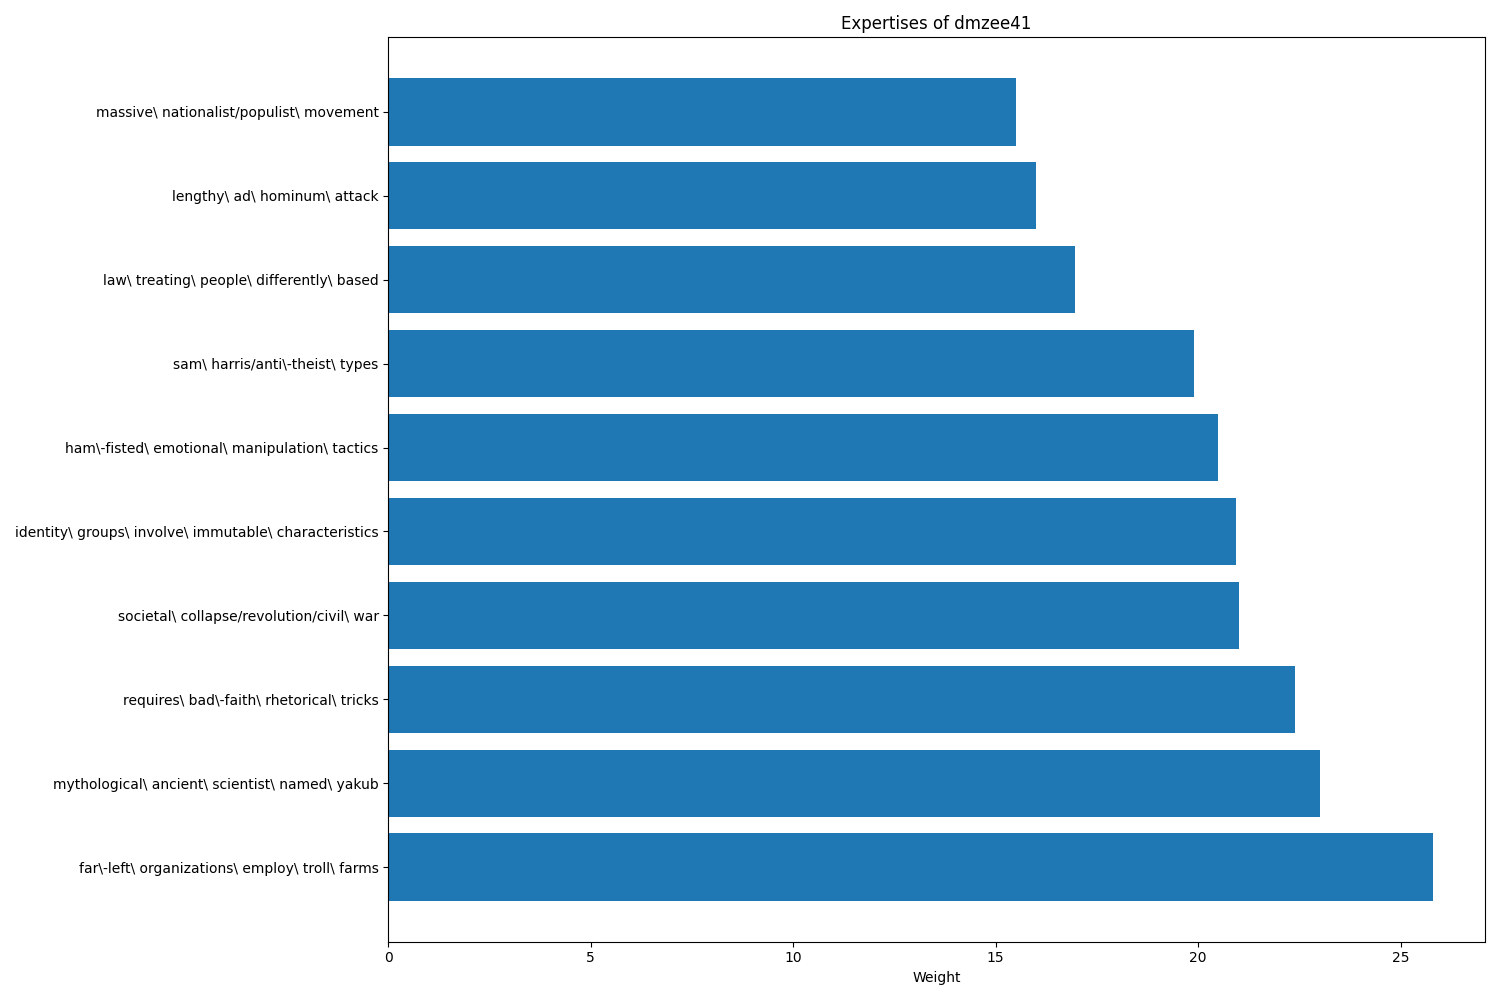 Expertises of dmzee41
massive\ nationalist/populist\ movement
lengthy\ ad\ hominum\ attack
law\ treating\ people\ differently\ based
sam\ harris/anti\-theist\ types
ham\-fisted\ emotional\ manipulation\ tactics
identity\ groups\ involve\ immutable\ characteristics
societal\ collapse/revolution/civil\ war
requires\ bad\-faith\ rhetorical\ tricks
mythological\ ancient\ scientist\ named\ yakub
far\-left\ organizations\ employ\ troll\ farms
0 5 10 15 20 25
Weight